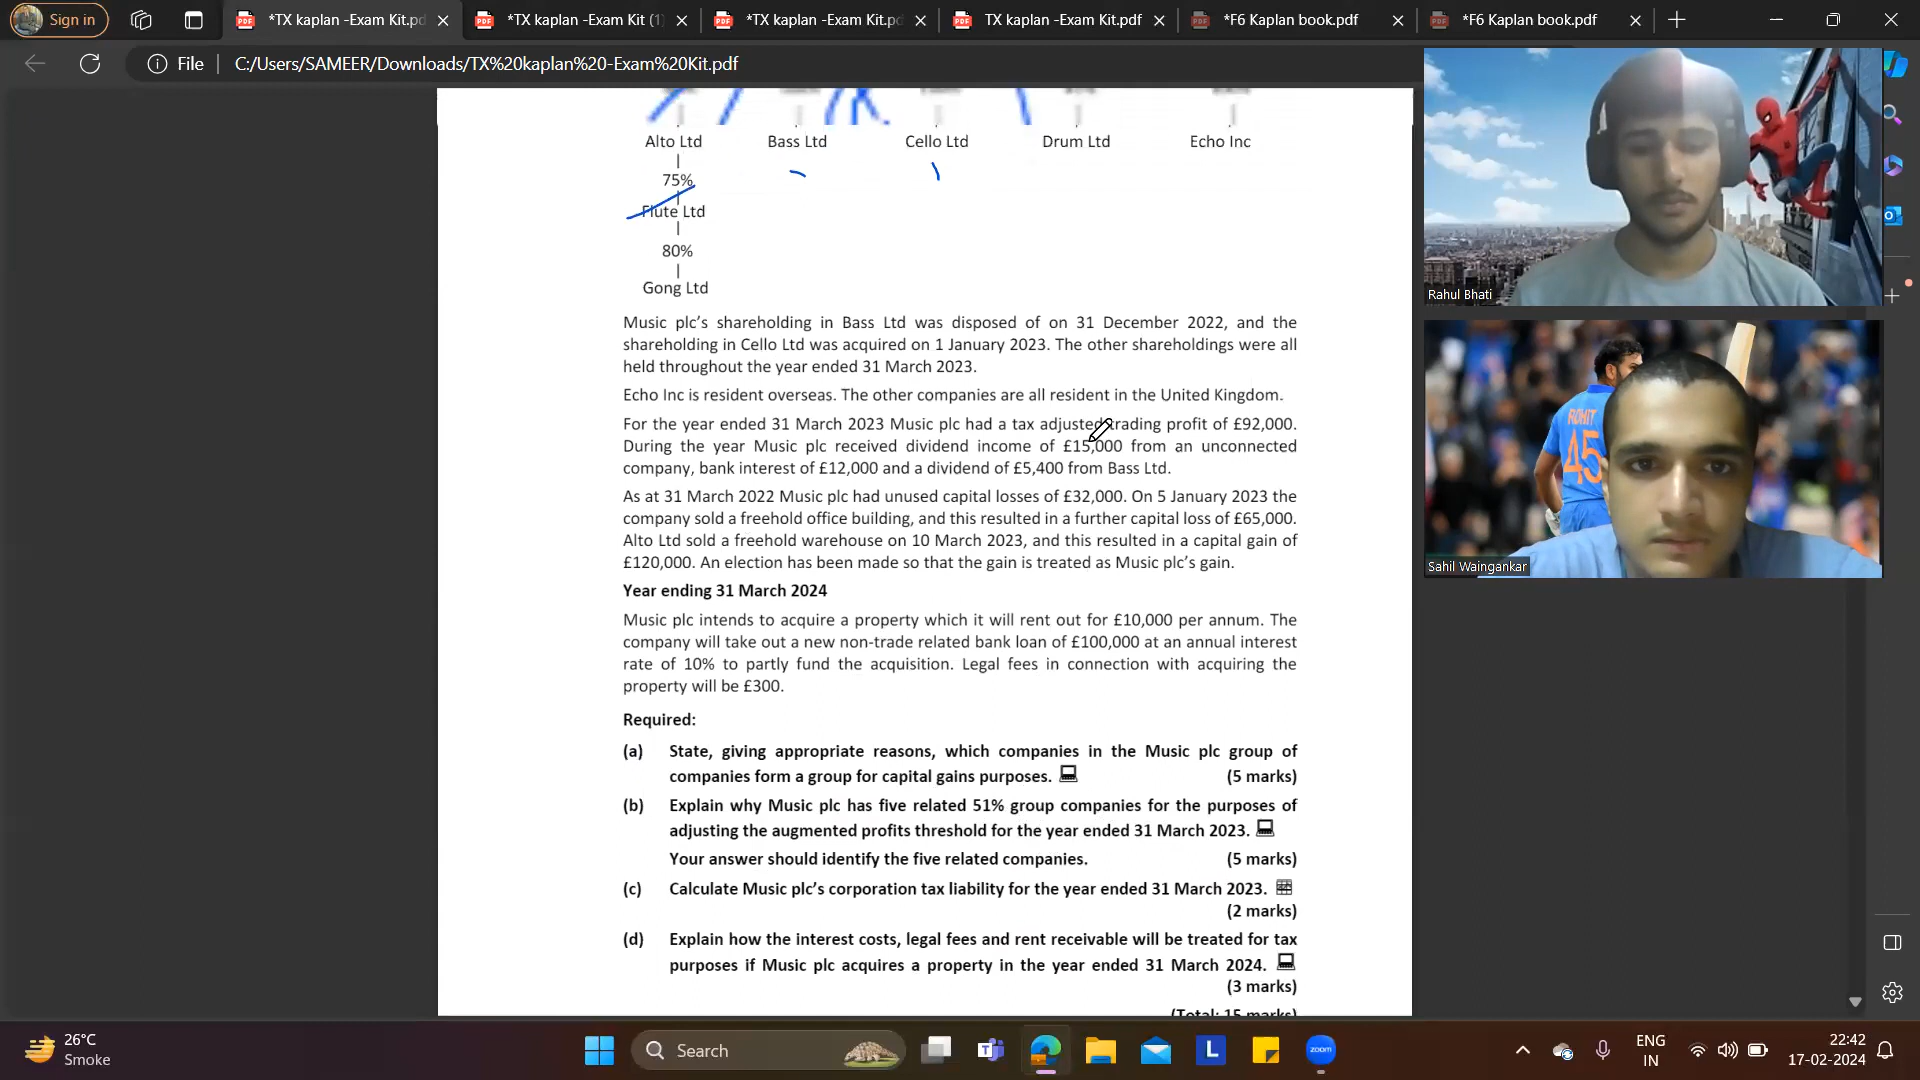 Sign in
*TX kaplan -Exam Kit.pd
*TX kaplan -Exam Kit (1)
*TX kaplan -Exam Kit.pd
TX kaplan -Exam Kit.pdf
*F6 Kaplan book.pdf
*F6 Kaplan book.pdf
File
C:/Users/SAMEER/Downloads/TX%20kaplan%20-Exam%20Kit.pdf
Alto Ltd Bass Ltd Cello Ltd Drum Ltd Echo Inc
75%
Flute Ltd
80%
Gong Ltd
Music plc's shareholding in Bass Ltd was disposed of on 31 December 2022, and the
shareholding in Cello Ltd was acquired on 1 January 2023. The other shareholdings were all
held throughout the year ended 31 March 2023.
Echo Inc is resident overseas. The other companies are all resident in the United Kingdom.
For the year ended 31 March 2023 Music plc had a tax adjusted trading profit of £92,000.
During the year Music plc received dividend income of £15,000 from an unconnected
company, bank interest of £12,000 and a dividend of £5,400 from Bass Ltd.
As at 31 March 2022 Music plc had unused capital losses of £32,000. On 5 January 2023 the
company sold a freehold office building, and this resulted in a further capital loss of £65,000.
Alto Ltd sold a freehold warehouse on 10 March 2023, and this resulted in a capital gain of
£120,000. An election has been made so that the gain is treated as Music plc's gain.
Year ending 31 March 2024
Music plc intends to acquire a property which it will rent out for £10,000 per annum. The
company will take out a new non-trade related bank loan of £100,000 at an annual interest
rate of 10% to partly fund the acquisition. Legal fees in connection with acquiring the
property will be £300.
Required:
(a) State, giving appropriate reasons, which companies in the Music plc group of
companies form a group for capital gains purposes. (5 marks)
(b) Explain why Music plc has five related 51% group companies for the purposes of
adjusting the augmented profits threshold for the year ended 31 March 2023.
Your answer should identify the five related companies. (5 marks)
(c) Calculate Music plc's corporation tax liability for the year ended 31 March 2023.
(2 marks)
(d) Explain how the interest costs, legal fees and rent receivable will be treated for tax
purposes if Music plc acquires a property in the year ended 31 March 2024.
(3 marks)
(Total: 15 marks)
Rahul Bhati
ROHIT
45
Sahil Waingankar
26°C
Smoke
Search
L
zoom
ENG
IN
22:42
17-02-2024